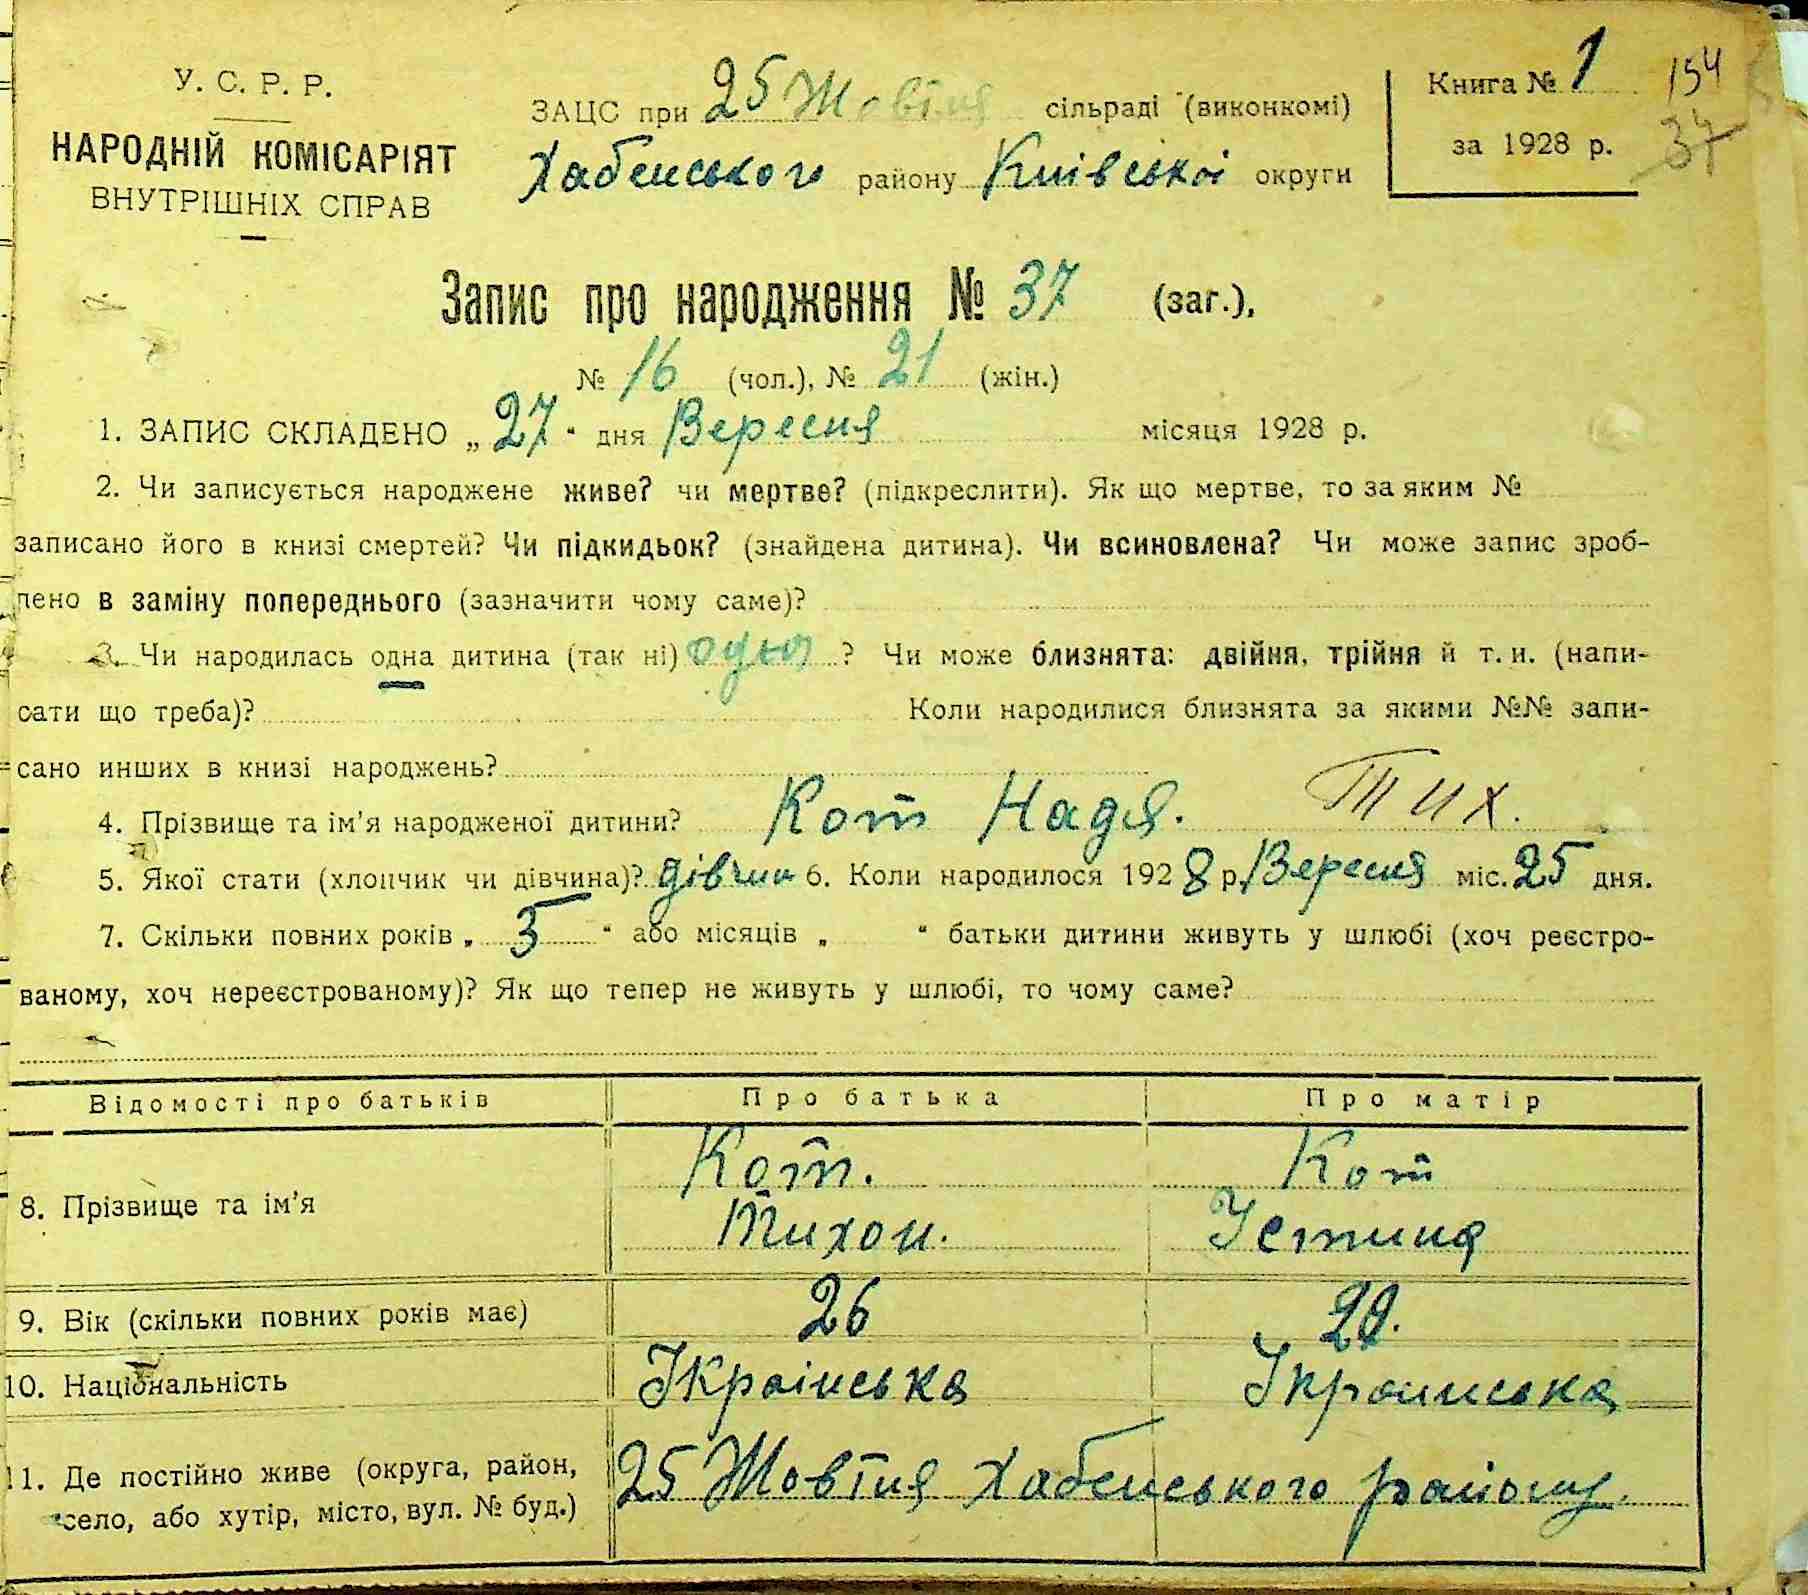 У. С. Р. Р.
НАРОДНІЙ КОМІСАРІЯТ
ВНУТРІШНІХ СПРАВ
ЗАЦС при 25 Жовтня сільраді (виконкомі)
Хабенського району Київської округи
Книга № 1
за 1928 р.
154
37
Запис про народження № 37 (заг.),
№ 16 (чол.), № 21 (жін.)
1. ЗАПИС СКЛАДЕНО „ 27 “ дня Вересня місяця 1928 р.
2. Чи записується народжене живе? чи мертве? (підкреслити). Як що мертве, то за яким №
записано його в книзі смертей? Чи підкидьок? (знайдена дитина). Чи всиновлена? Чи може запис зроб-
лено в заміну попереднього (зазначити чому саме)?
3. Чи народилась одна дитина (так ні) одна ? Чи може близнята: двійня, трійня й т. и. (напи-
сати що треба)? Коли народилися близнята за якими №№ запи-
сано инших в книзі народжень?
4. Прізвище та ім'я народженої дитини? Кот Надя. Тих.
5. Якої стати (хлопчик чи дівчина)? дівчин 6. Коли народилося 1928 р. Вересня міс. 25 дня.
7. Скільки повних років „ 5 “ або місяців „ “ батьки дитини живуть у шлюбі (хоч реєстро-
ваному, хоч нереєстрованому)? Як що тепер не живуть у шлюбі, то чому саме?
Відомості про батьків Про батька Про матір
8. Прізвище та ім'я Кот. Тихон. Кот Устина
9. Вік (скільки повних років має) 26
10. Національність Українська Украинська
11. Де постійно живе (округа, район,
село, або хутір, місто, вул. № буд.)
25 Жовтня Хабенського району.